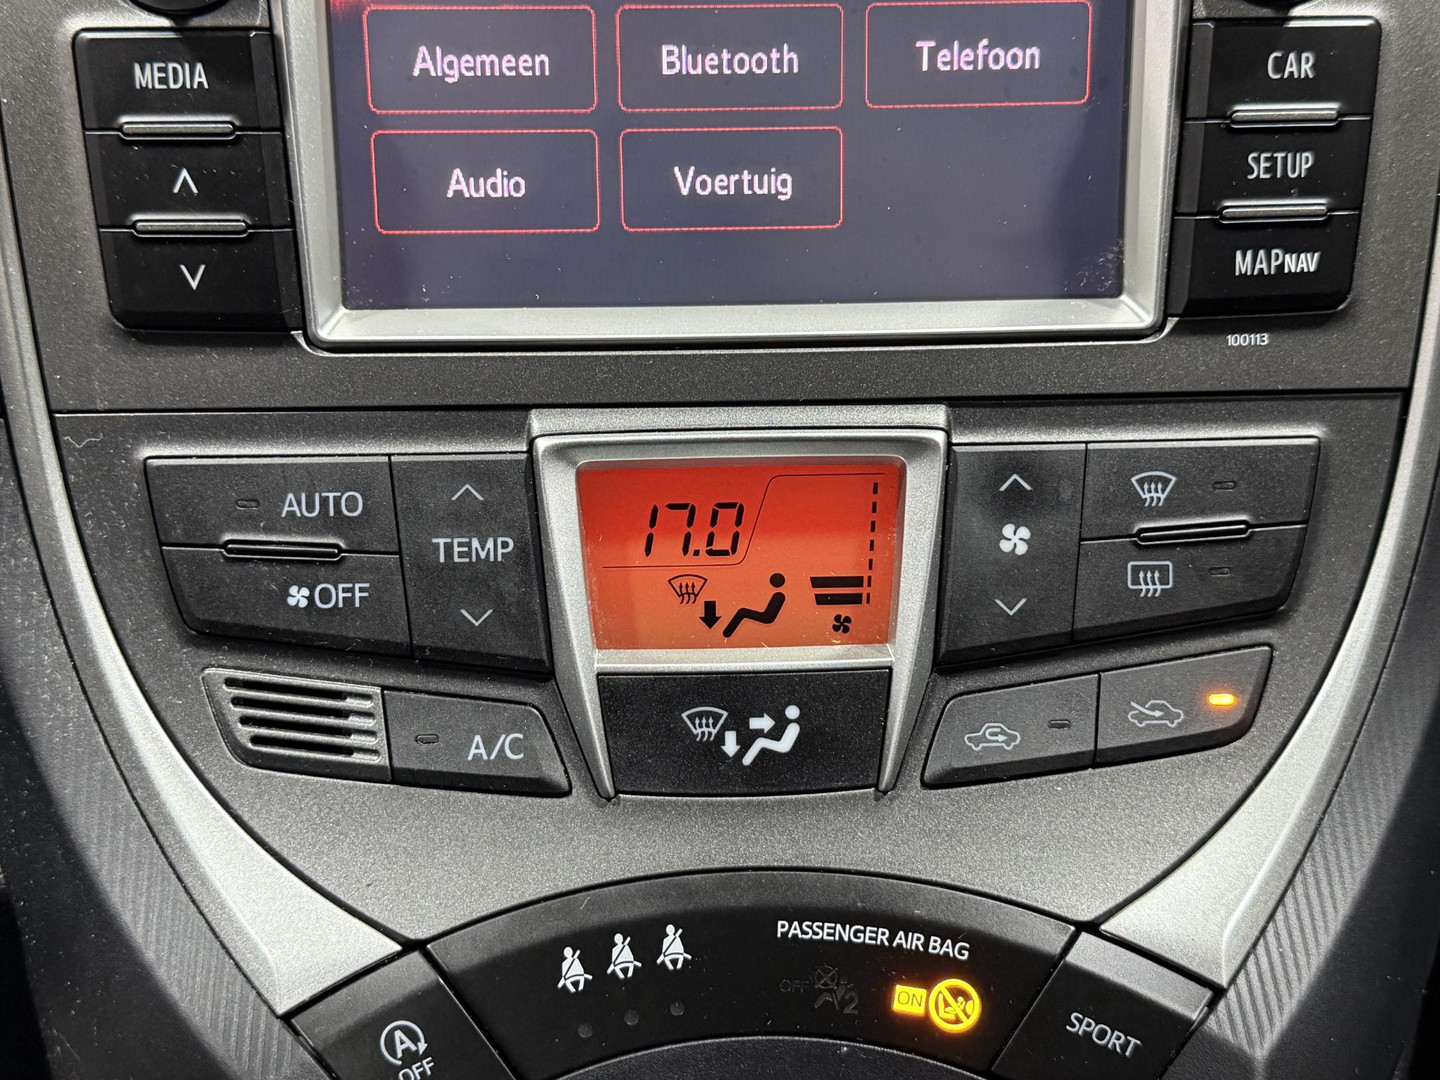 MEDIA
Algemeen
Bluetooth
Telefoon
CAR
Audio
Voertuig
SETUP
MAPNAV
100113
AUTO
TEMP
OFF
17.0
A/C
PASSENGER AIR BAG
OFF
2
ON
SPORT
A
OFF